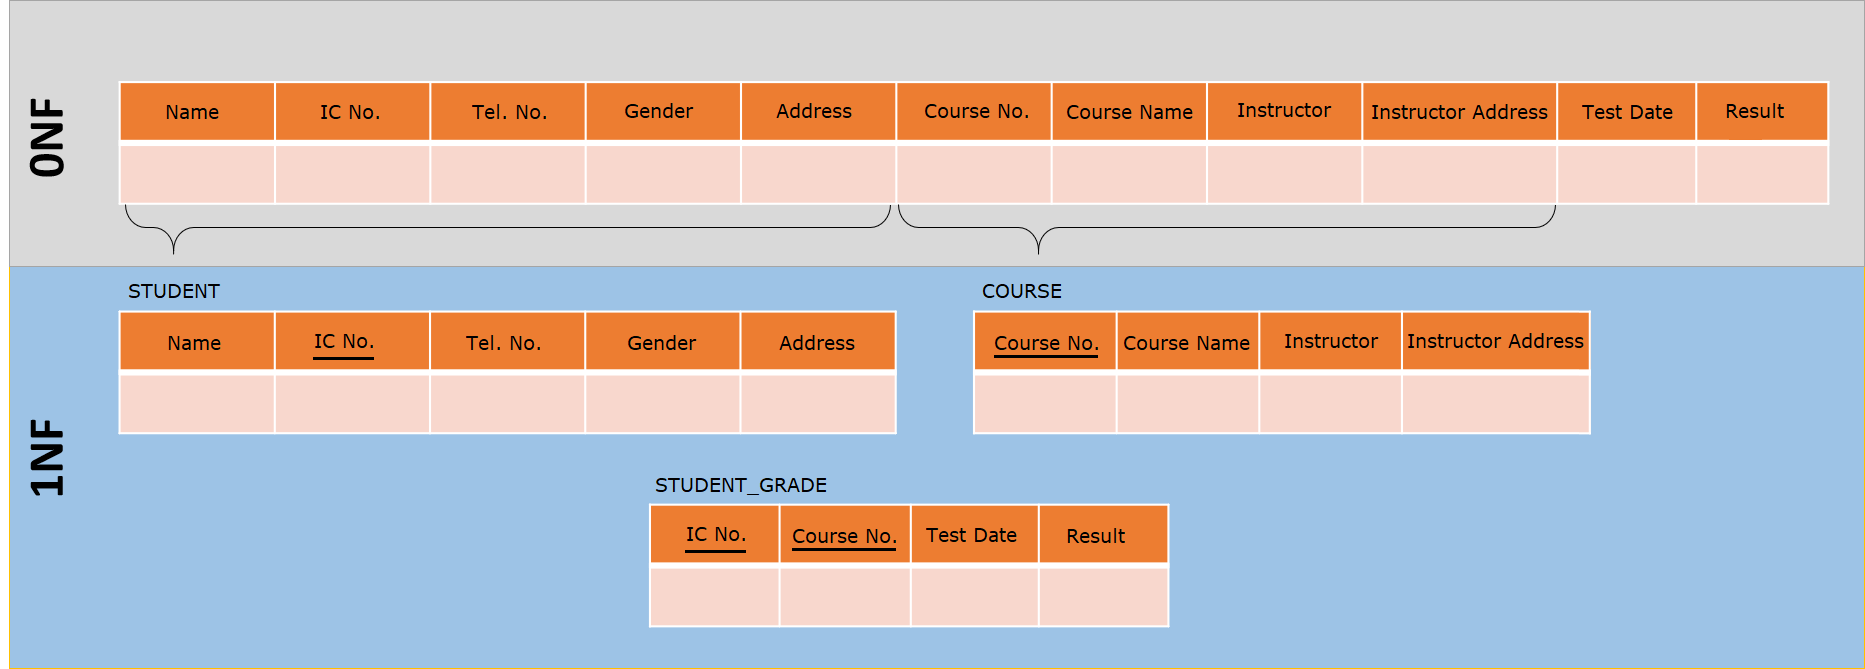 0NF
Name
IC No.
Tel. No.
Gender
Address
Course No.
Course Name
Instructor
Instructor Address
Test Date
Result
1NF
STUDENT
Name
IC No.
Tel. No.
Gender
Address
COURSE
Course No.
Course Name
Instructor
Instructor Address
STUDENT_GRADE
IC No.
Course No.
Test Date
Result